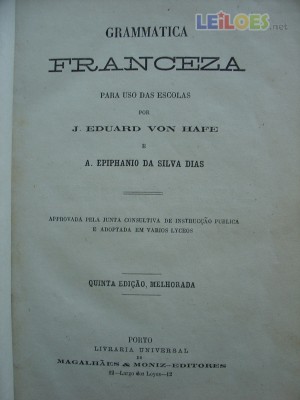 LEiLOES.net
GRAMMATICA
FRANCEZA
PARA USO DAS ESCOLAS
POR
J. EDUARD VON HAFE
E
A. EPIPHANIO DA SILVA DIAS
APPROVADA PELA JUNTA CONSULTIVA DE INSTRUCÇÃO PUBLICA
E ADOPTADA EM VARIOS LYCEOS
QUINTA EDIÇÃO, MELHORADA
PORTO
LIVRARIA UNIVERSAL
DE
MAGALHÃES & MONIZ-EDITORES
12—Largo dos Loyos—12